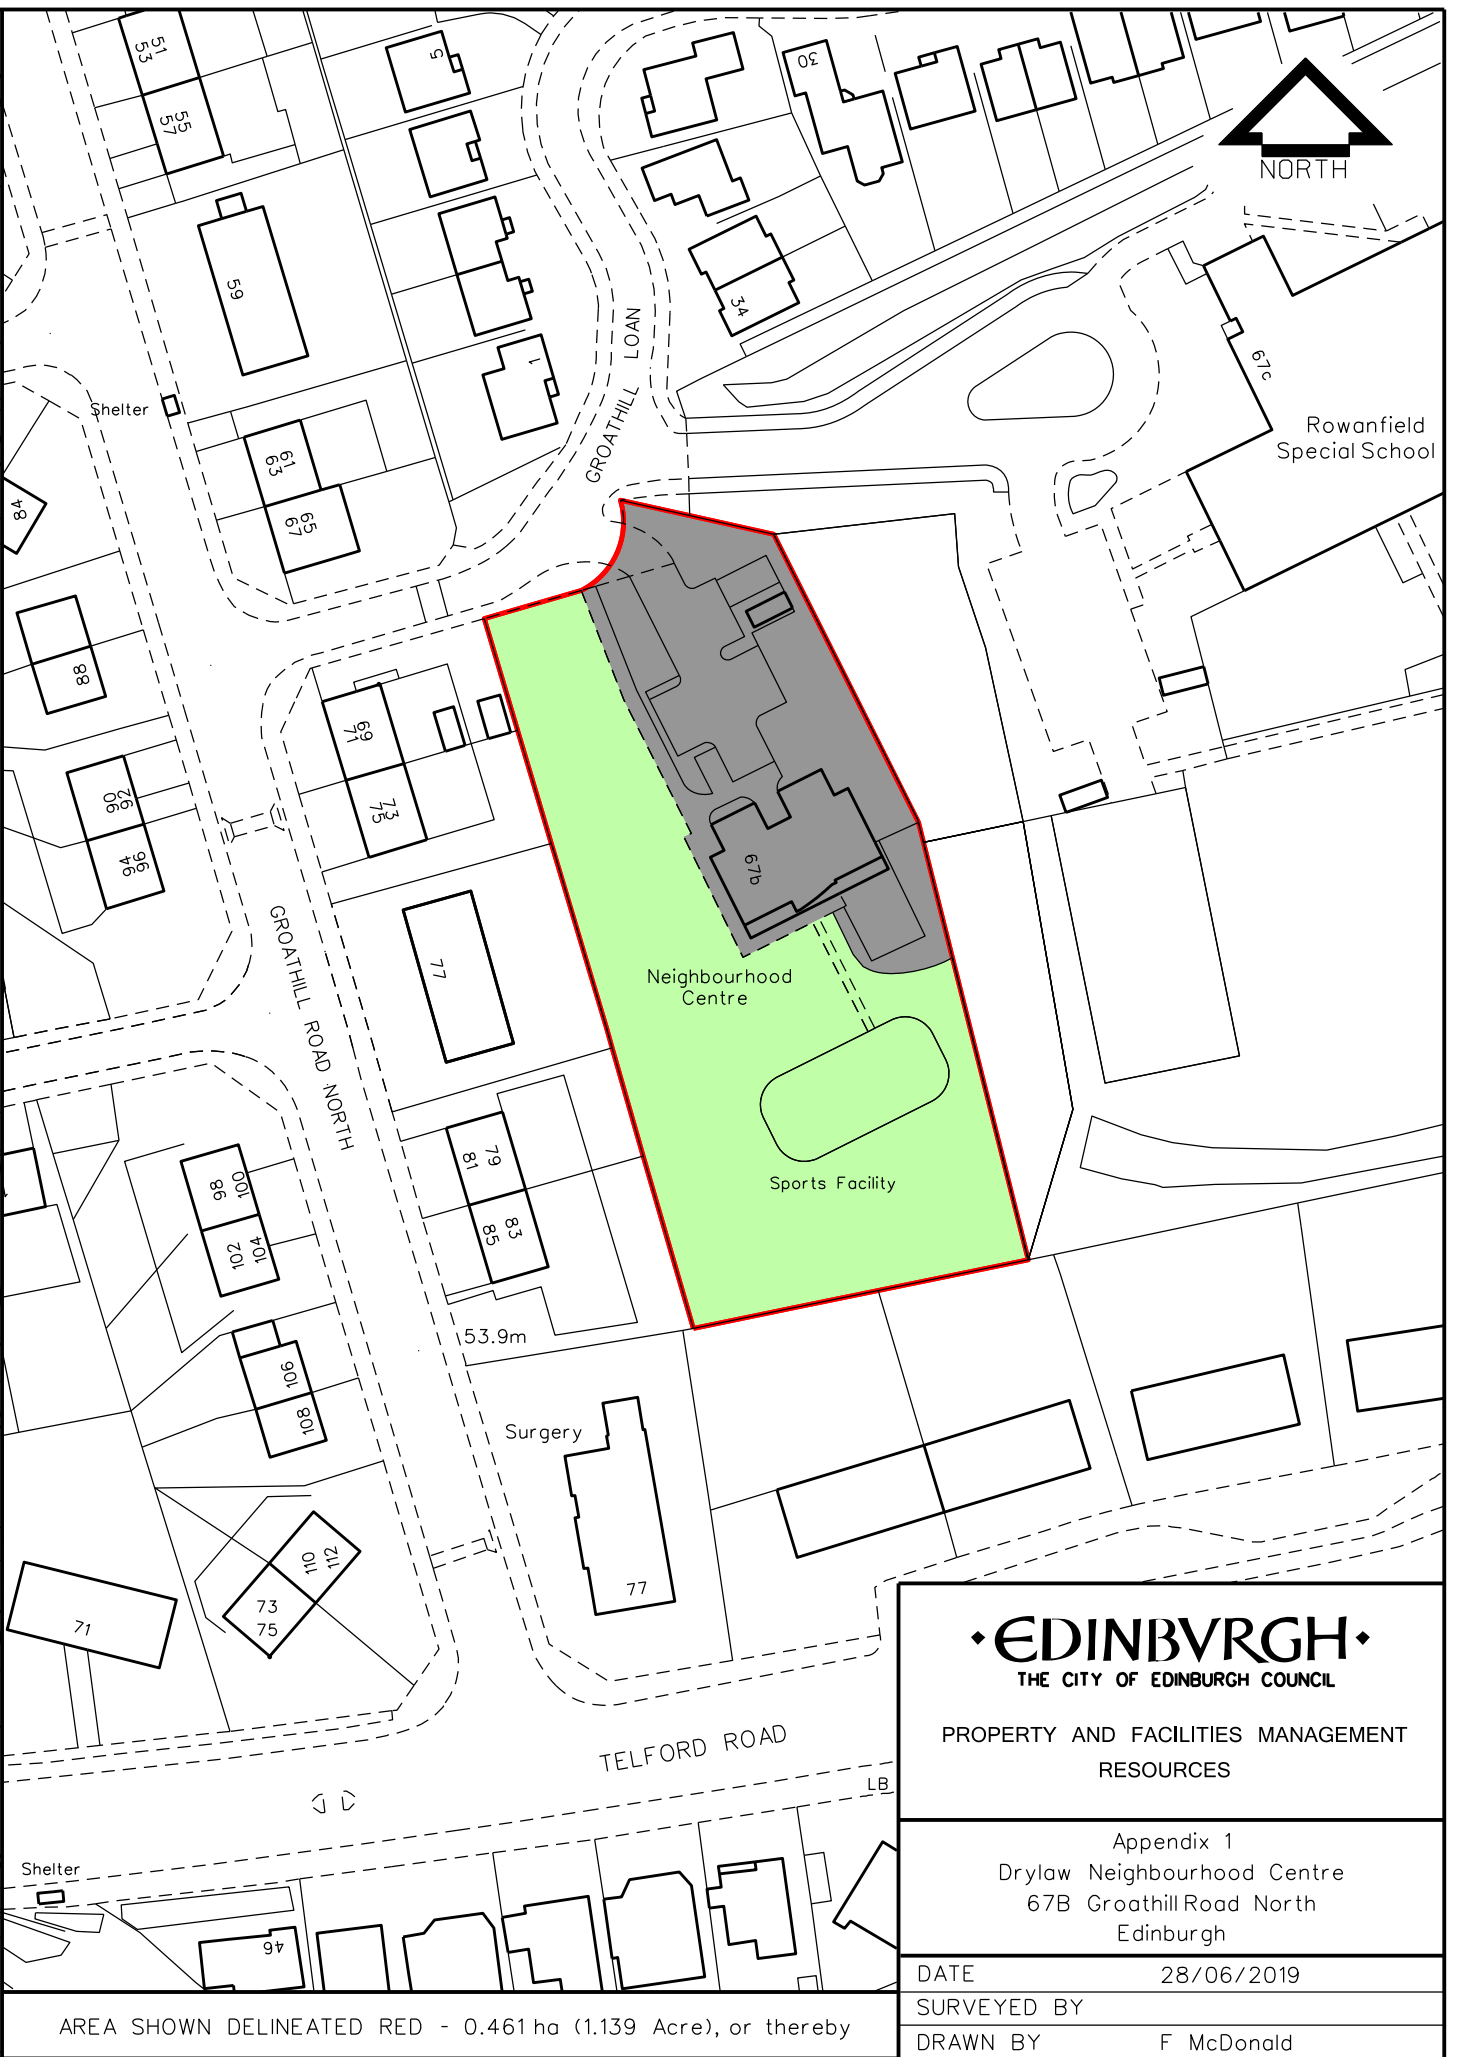 51
53
55
57
5
30
NORTH
59
34
1
67c
GROATHILL LOAN
Shelter
Rowanfield
Special School
61
63
65
67
84
88
69
71
73
75
92
90
96
94
67b
77
Neighbourhood
Centre
GROATHILL ROAD NORTH
79
81
83
85
100
98
104
102
Sports Facility
53.9m
106
108
Surgery
77
110
112
73
75
71
TELFORD ROAD
LB
Shelter
46
·EDINBVRGH·
THE CITY OF EDINBURGH COUNCIL
PROPERTY AND FACILITIES MANAGEMENT
RESOURCES
Appendix 1
Drylaw Neighbourhood Centre
67B Groathill Road North
Edinburgh
DATE 28/06/2019
SURVEYED BY
DRAWN BY F McDonald
AREA SHOWN DELINEATED RED - 0.461 ha (1.139 Acre), or thereby